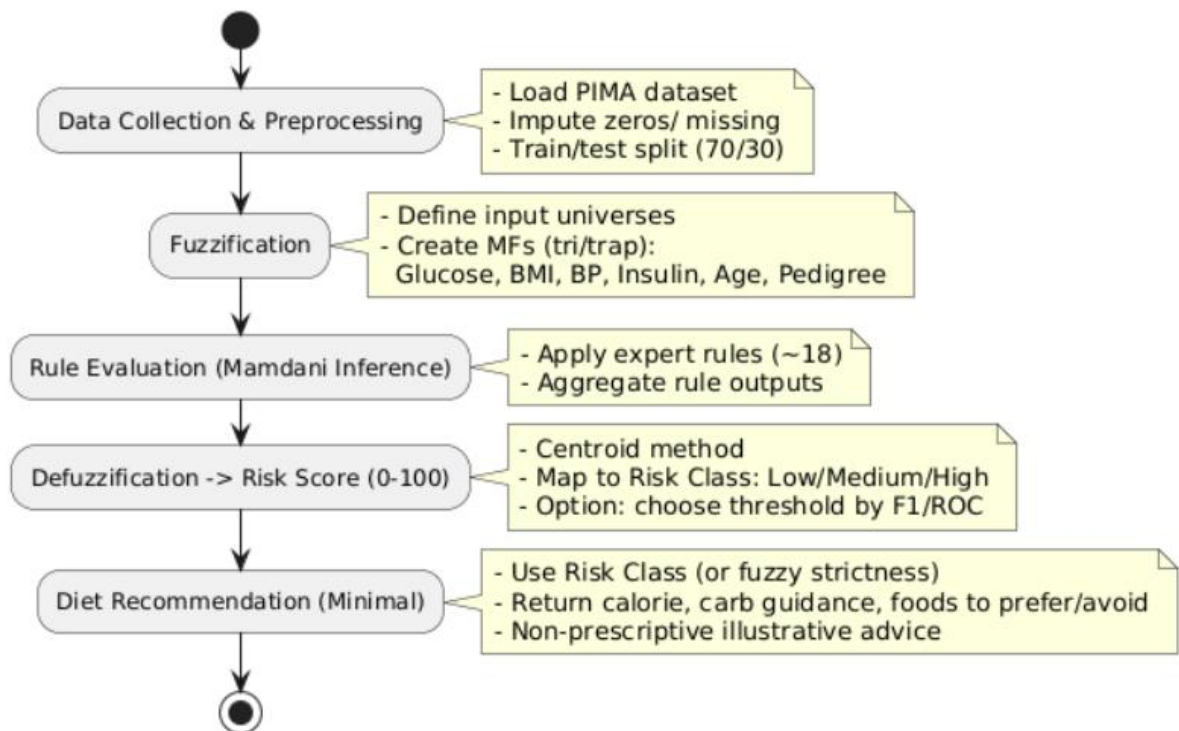 Data Collection & Preprocessing
- Load PIMA dataset
- Impute zeros/ missing
- Train/test split (70/30)
Fuzzification
- Define input universes
- Create MFs (tri/trap):
Glucose, BMI, BP, Insulin, Age, Pedigree
Rule Evaluation (Mamdani Inference)
- Apply expert rules (~18)
- Aggregate rule outputs
Defuzzification -> Risk Score (0-100)
- Centroid method
- Map to Risk Class: Low/Medium/High
- Option: choose threshold by F1/ROC
Diet Recommendation (Minimal)
- Use Risk Class (or fuzzy strictness)
- Return calorie, carb guidance, foods to prefer/avoid
- Non-prescriptive illustrative advice